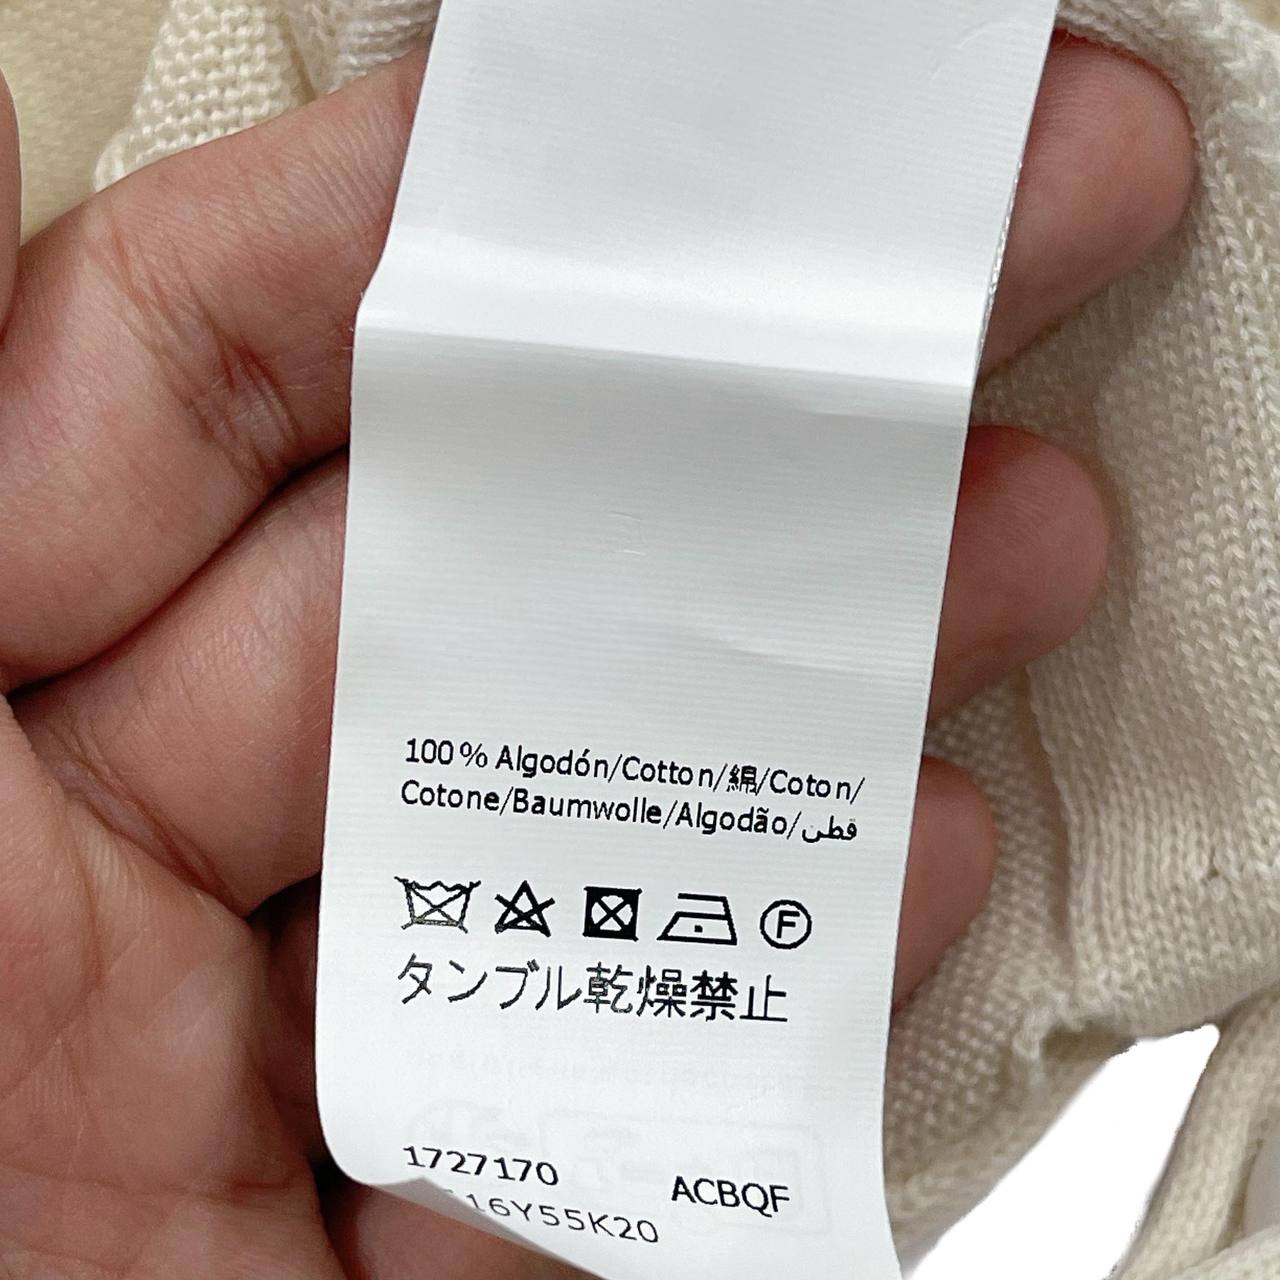 100% Algodón/Cotton/綿/Coton/
Cotone/Baumwolle/Algodão/قطن
F
タンブル乾燥禁止
1727170 ACBQF
16Y55K20